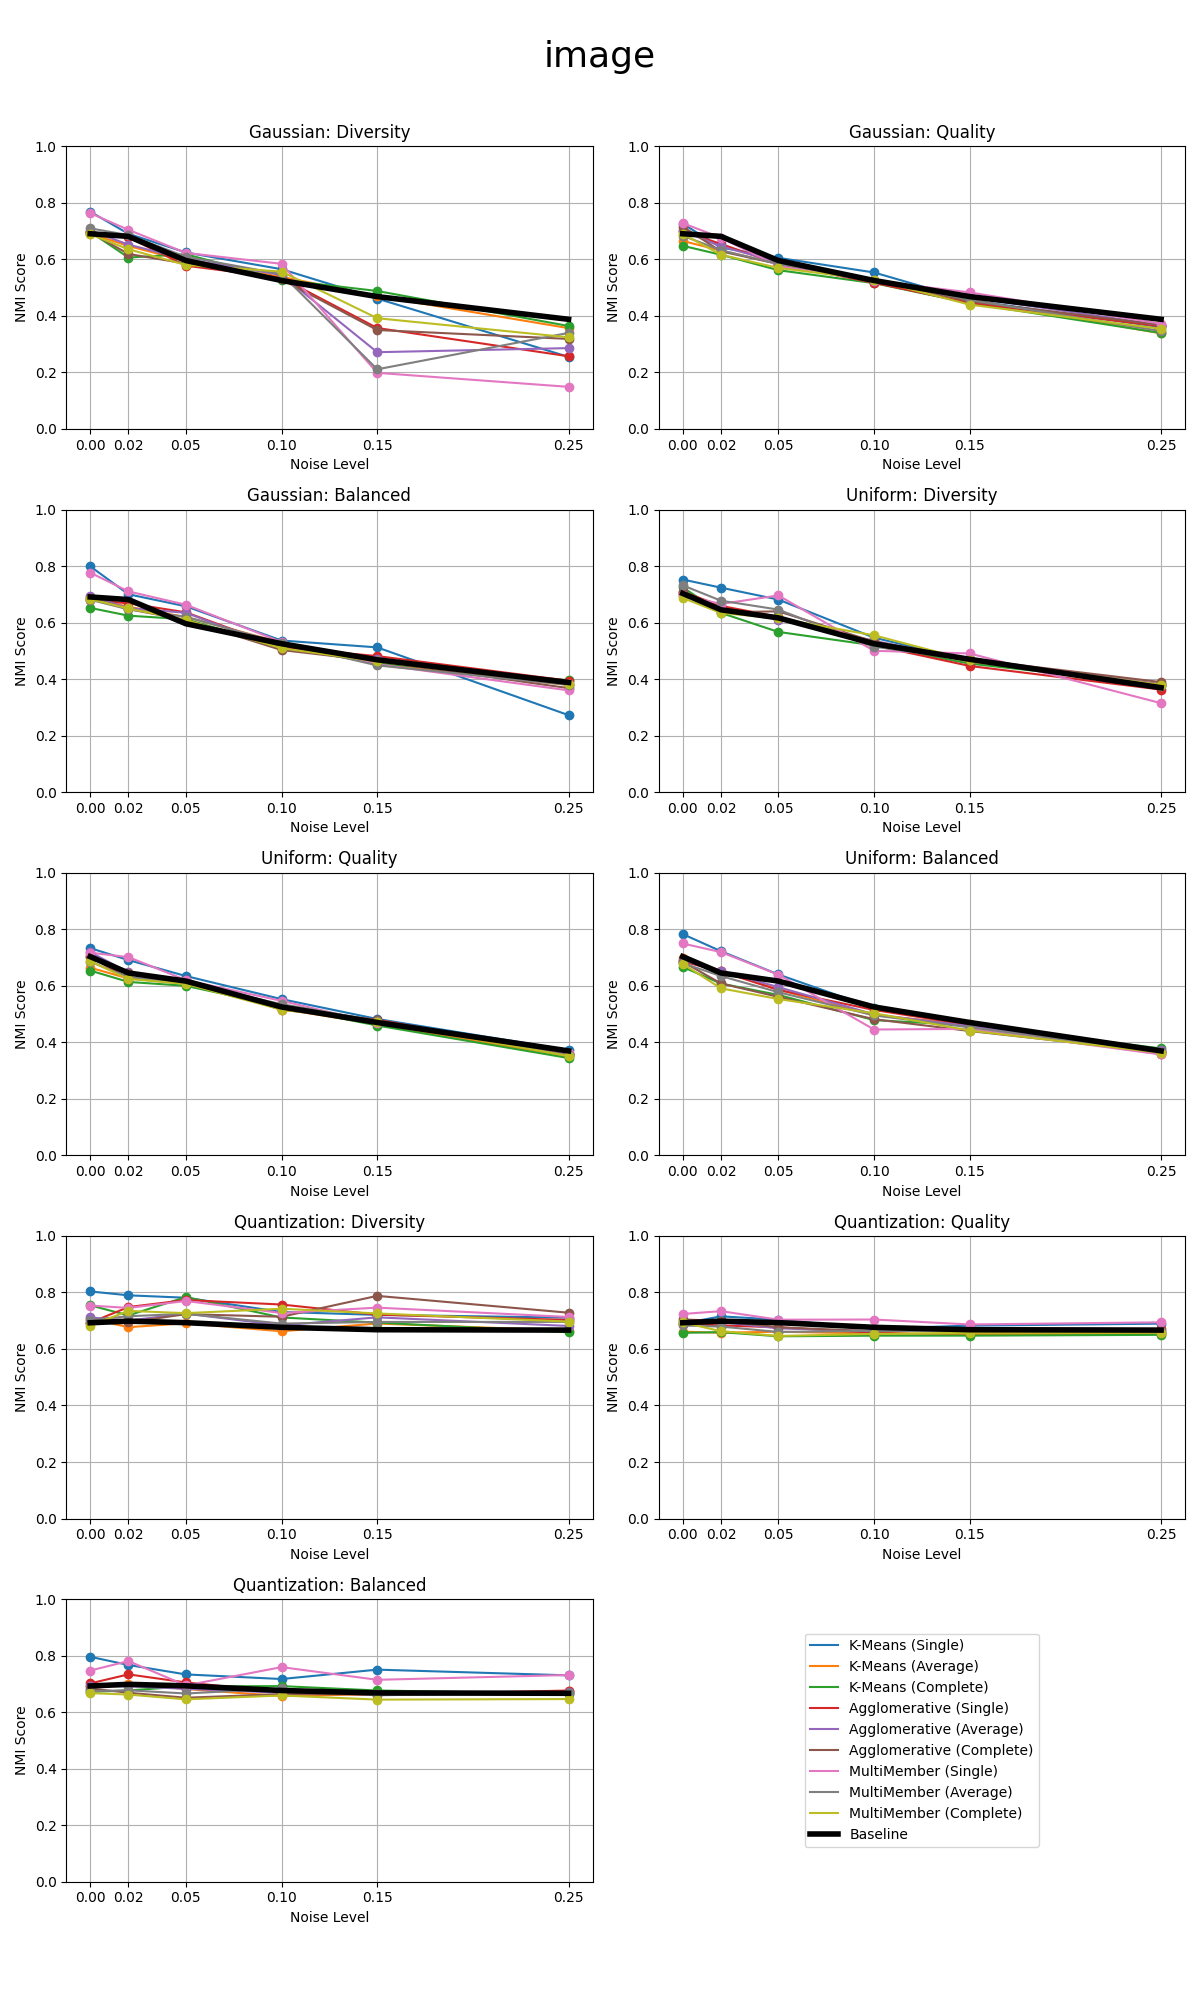 image
Gaussian: Diversity
1.0
0.8
0.6
0.4
0.2
0.0
NMI Score
0.00 0.02 0.05 0.10 0.15 0.25
Noise Level
Gaussian: Quality
1.0
0.8
0.6
0.4
0.2
0.0
NMI Score
0.00 0.02 0.05 0.10 0.15 0.25
Noise Level
Gaussian: Balanced
1.0
0.8
0.6
0.4
0.2
0.0
NMI Score
0.00 0.02 0.05 0.10 0.15 0.25
Noise Level
Uniform: Diversity
1.0
0.8
0.6
0.4
0.2
0.0
NMI Score
0.00 0.02 0.05 0.10 0.15 0.25
Noise Level
Uniform: Quality
1.0
0.8
0.6
0.4
0.2
0.0
NMI Score
0.00 0.02 0.05 0.10 0.15 0.25
Noise Level
Uniform: Balanced
1.0
0.8
0.6
0.4
0.2
0.0
NMI Score
0.00 0.02 0.05 0.10 0.15 0.25
Noise Level
Quantization: Diversity
1.0
0.8
0.6
0.4
0.2
0.0
NMI Score
0.00 0.02 0.05 0.10 0.15 0.25
Noise Level
Quantization: Quality
1.0
0.8
0.6
0.4
0.2
0.0
NMI Score
0.00 0.02 0.05 0.10 0.15 0.25
Noise Level
Quantization: Balanced
1.0
0.8
0.6
0.4
0.2
0.0
NMI Score
0.00 0.02 0.05 0.10 0.15 0.25
Noise Level
K-Means (Single)
K-Means (Average)
K-Means (Complete)
Agglomerative (Single)
Agglomerative (Average)
Agglomerative (Complete)
MultiMember (Single)
MultiMember (Average)
MultiMember (Complete)
Baseline